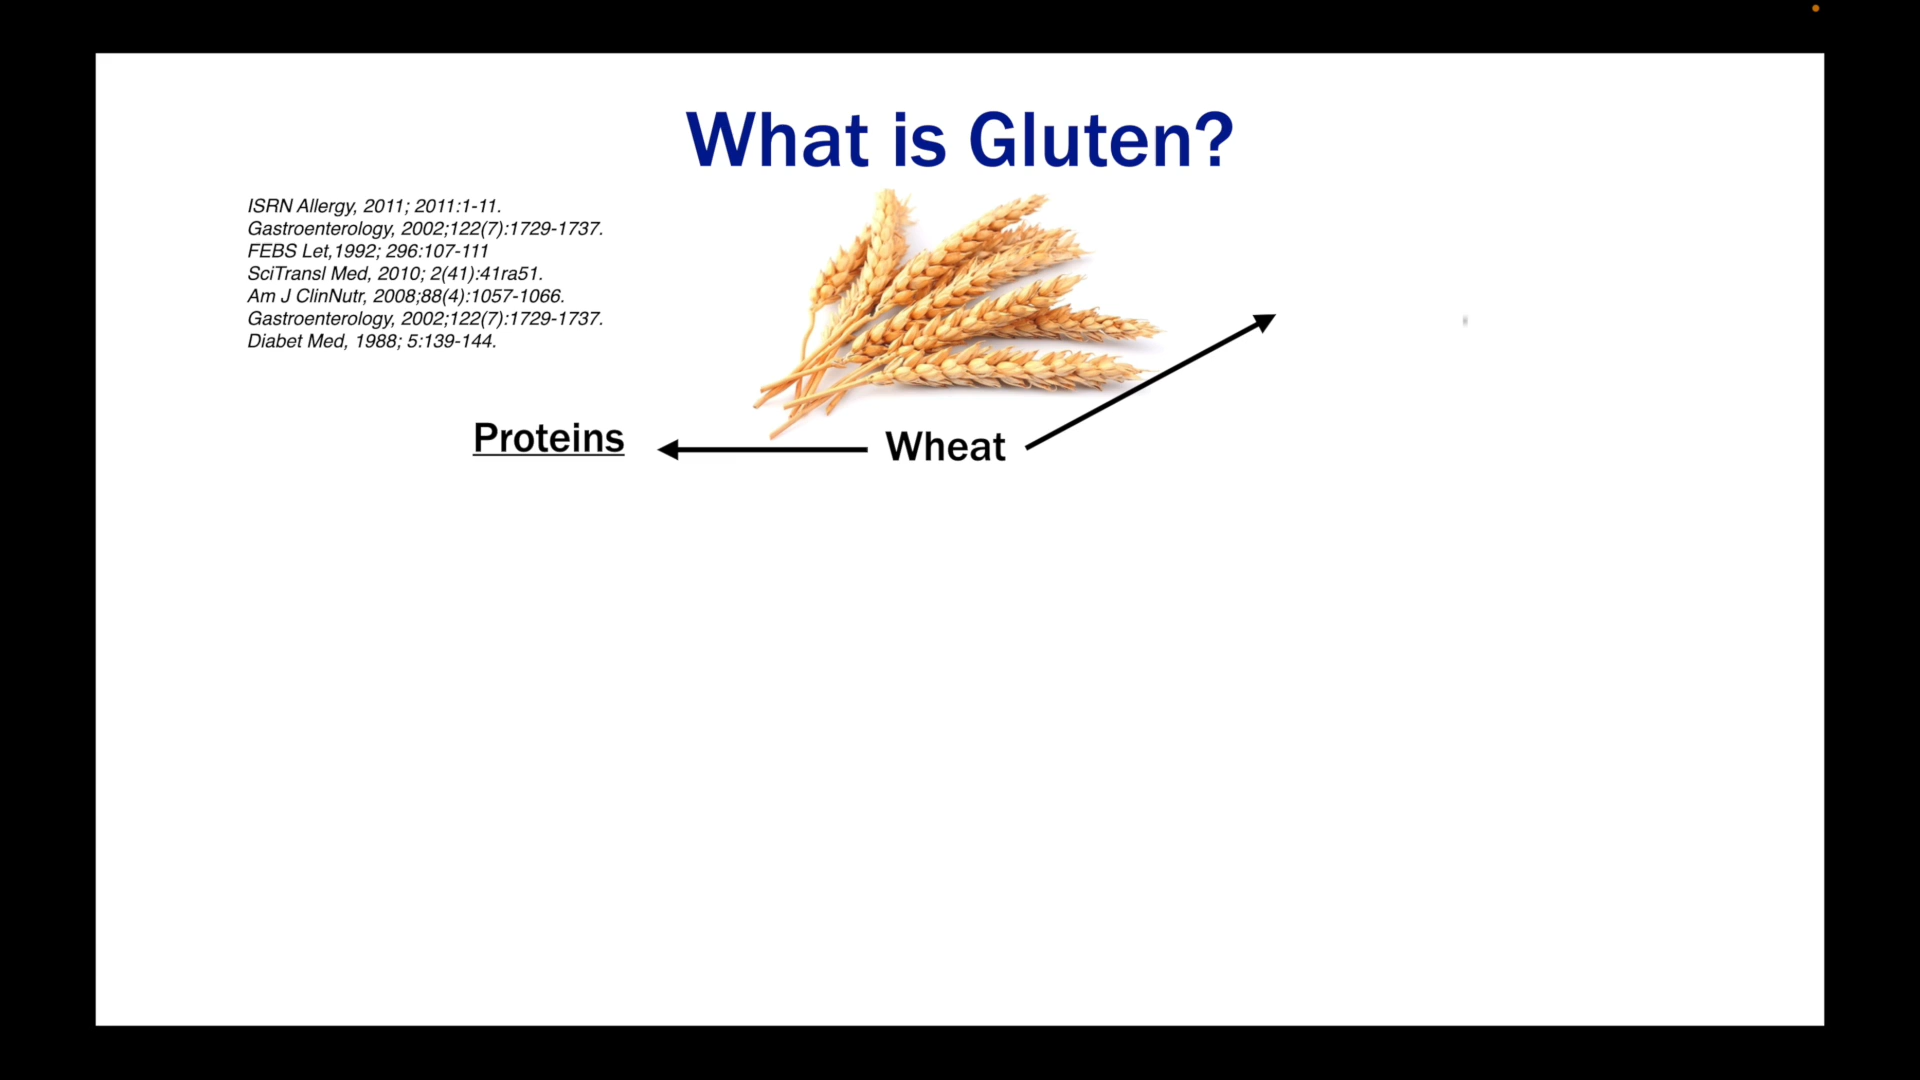 What is Gluten?
ISRN Allergy, 2011; 2011:1-11.
Gastroenterology, 2002;122(7):1729-1737.
FEBS Let,1992; 296:107-111
SciTransl Med, 2010; 2(41):41ra51.
Am J ClinNutr, 2008;88(4):1057-1066.
Gastroenterology, 2002;122(7):1729-1737.
Diabet Med, 1988; 5:139-144.
Proteins
Wheat